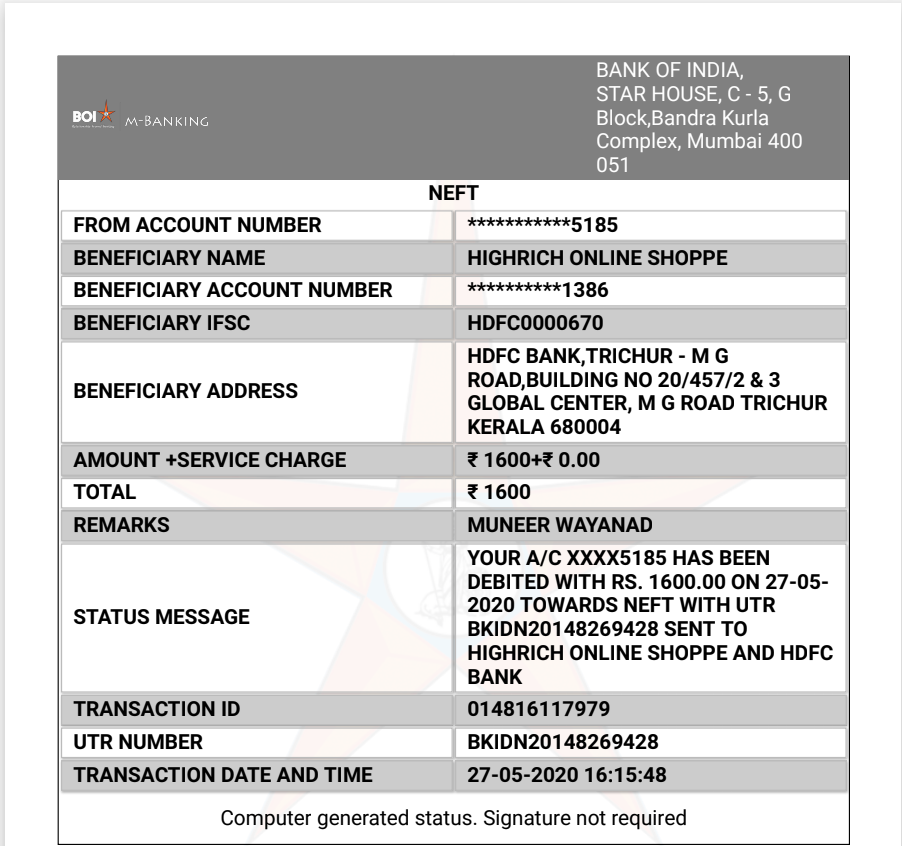 BANK OF INDIA,
STAR HOUSE, C - 5, G
Block,Bandra Kurla
Complex, Mumbai 400
051
BOI M-BANKING
NEFT
FROM ACCOUNT NUMBER ***********5185
BENEFICIARY NAME HIGHRICH ONLINE SHOPPE
BENEFICIARY ACCOUNT NUMBER **********1386
BENEFICIARY IFSC HDFC0000670
BENEFICIARY ADDRESS
HDFC BANK,TRICHUR - M G
ROAD,BUILDING NO 20/457/2 & 3
GLOBAL CENTER, M G ROAD TRICHUR
KERALA 680004
AMOUNT +SERVICE CHARGE ₹ 1600+₹ 0.00
TOTAL ₹ 1600
REMARKS MUNEER WAYANAD
STATUS MESSAGE
YOUR A/C XXXX5185 HAS BEEN
DEBITED WITH RS. 1600.00 ON 27-05-
2020 TOWARDS NEFT WITH UTR
BKIDN20148269428 SENT TO
HIGHRICH ONLINE SHOPPE AND HDFC
BANK
TRANSACTION ID 014816117979
UTR NUMBER BKIDN20148269428
TRANSACTION DATE AND TIME 27-05-2020 16:15:48
Computer generated status. Signature not required